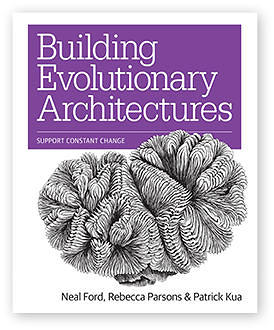 Building
Evolutionary
Architectures
SUPPORT CONSTANT CHANGE
Neal Ford, Rebecca Parsons & Patrick Kua